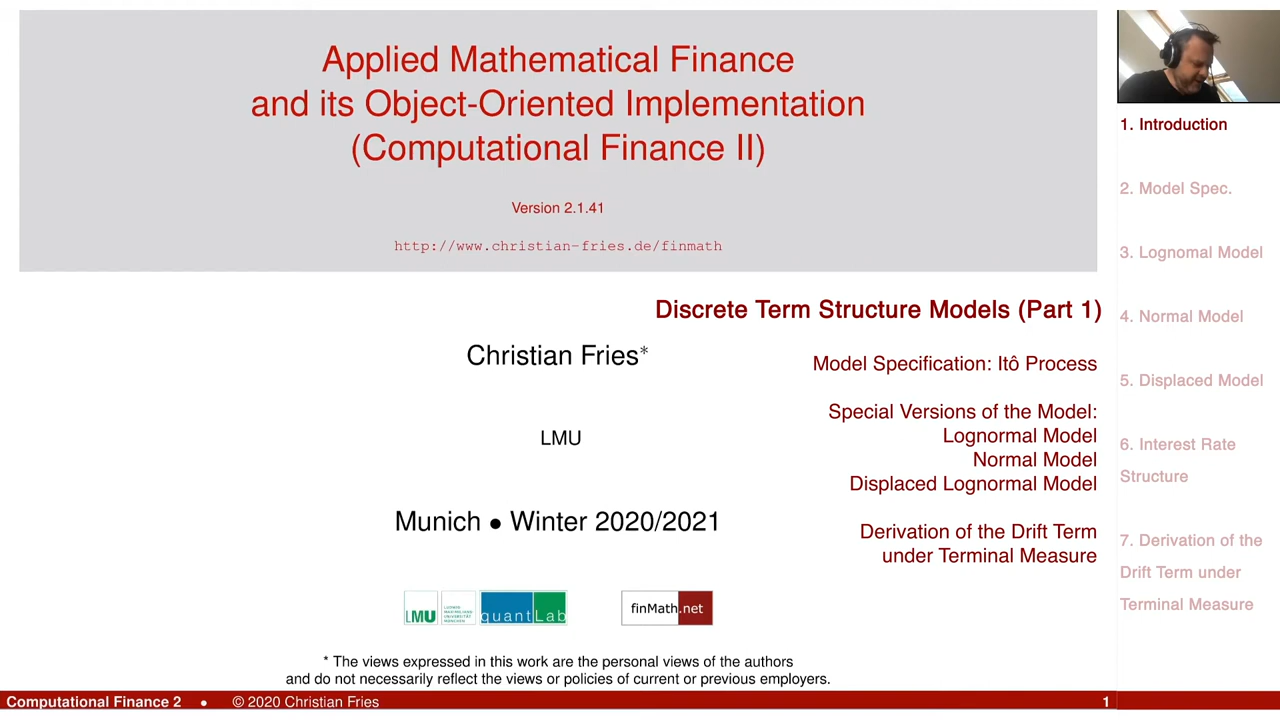 Applied Mathematical Finance
and its Object-Oriented Implementation
(Computational Finance II)
Version 2.1.41
http://www.christian-fries.de/finmath
Discrete Term Structure Models (Part 1)
Christian Fries*
Model Specification: Itô Process
Special Versions of the Model:
Lognormal Model
Normal Model
Displaced Lognormal Model
LMU
Munich • Winter 2020/2021
Derivation of the Drift Term
under Terminal Measure
LMU
LUDWIG
MAXIMILIANS
UNIVERSITÄT
MÜNCHEN
quantLab
finMath.net
* The views expressed in this work are the personal views of the authors
and do not necessarily reflect the views or policies of current or previous employers.
Computational Finance 2 • © 2020 Christian Fries 1
1. Introduction
2. Model Spec.
3. Lognomal Model
4. Normal Model
5. Displaced Model
6. Interest Rate
Structure
7. Derivation of the
Drift Term under
Terminal Measure